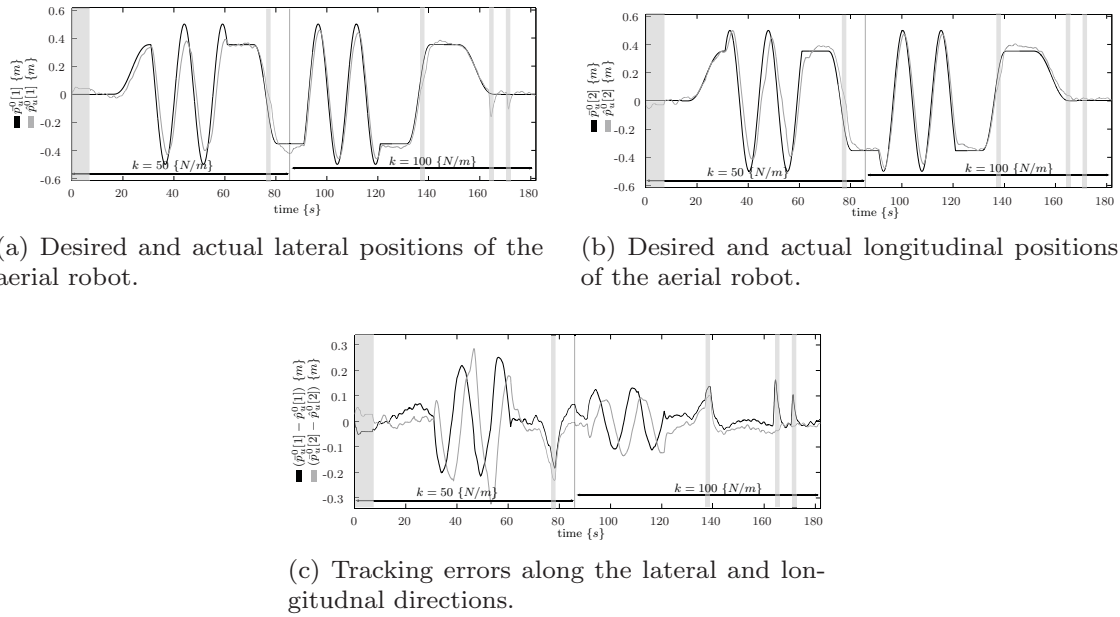 0.6
0.4
0.2
0
-0.2
-0.4
-0.6
0 20 40 60 80 100 120 140 160 180
k = 50 {N/m}
k = 100 {N/m}
time {s}
(a) Desired and actual lateral positions of the
aerial robot.
0.6
0.4
0.2
0
-0.2
-0.4
-0.6
0 20 40 60 80 100 120 140 160 180
k = 50 {N/m}
k = 100 {N/m}
time {s}
(b) Desired and actual longitudinal positions
of the aerial robot.
0.3
0.2
0.1
0
-0.1
-0.2
-0.3
0 20 40 60 80 100 120 140 160 180
k = 50 {N/m}
k = 100 {N/m}
time {s}
(c) Tracking errors along the lateral and lon-
gitudnal directions.